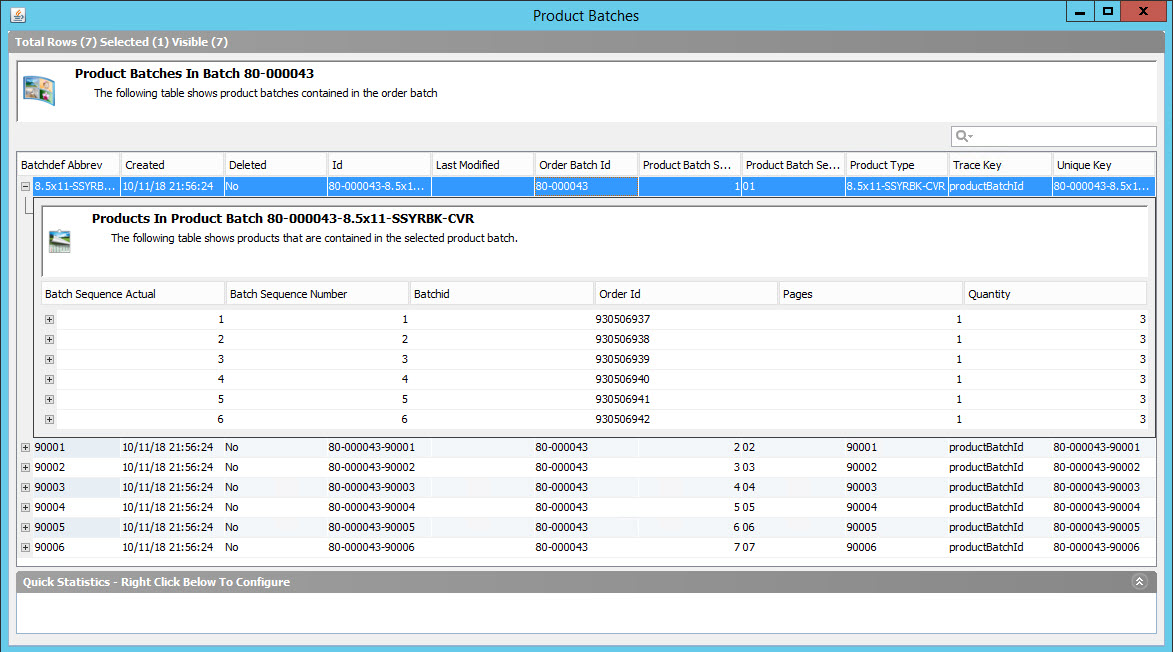 Product Batches
Total Rows (7) Selected (1) Visible (7)
Product Batches In Batch 80-000043
The following table shows product batches contained in the order batch
Batchdef Abbrev Created Deleted Id Last Modified Order Batch Id Product Batch S... Product Batch Se... Product Type Trace Key Unique Key
8.5x11-SSYRB... 10/11/18 21:56:24 No 80-000043-8.5x1... 80-000043 1 01 8.5x11-SSYRBK-CVR productBatchId 80-000043-8.5x1...
Products In Product Batch 80-000043-8.5x11-SSYRBK-CVR
The following table shows products that are contained in the selected product batch.
Batch Sequence Actual Batch Sequence Number Batchid Order Id Pages Quantity
1 1 930506937 1 3
2 2 930506938 1 3
3 3 930506939 1 3
4 4 930506940 1 3
5 5 930506941 1 3
6 6 930506942 1 3
90001 10/11/18 21:56:24 No 80-000043-90001 80-000043 2 02 90001 productBatchId 80-000043-90001
90002 10/11/18 21:56:24 No 80-000043-90002 80-000043 3 03 90002 productBatchId 80-000043-90002
90003 10/11/18 21:56:24 No 80-000043-90003 80-000043 4 04 90003 productBatchId 80-000043-90003
90004 10/11/18 21:56:24 No 80-000043-90004 80-000043 5 05 90004 productBatchId 80-000043-90004
90005 10/11/18 21:56:24 No 80-000043-90005 80-000043 6 06 90005 productBatchId 80-000043-90005
90006 10/11/18 21:56:24 No 80-000043-90006 80-000043 7 07 90006 productBatchId 80-000043-90006
Quick Statistics - Right Click Below To Configure